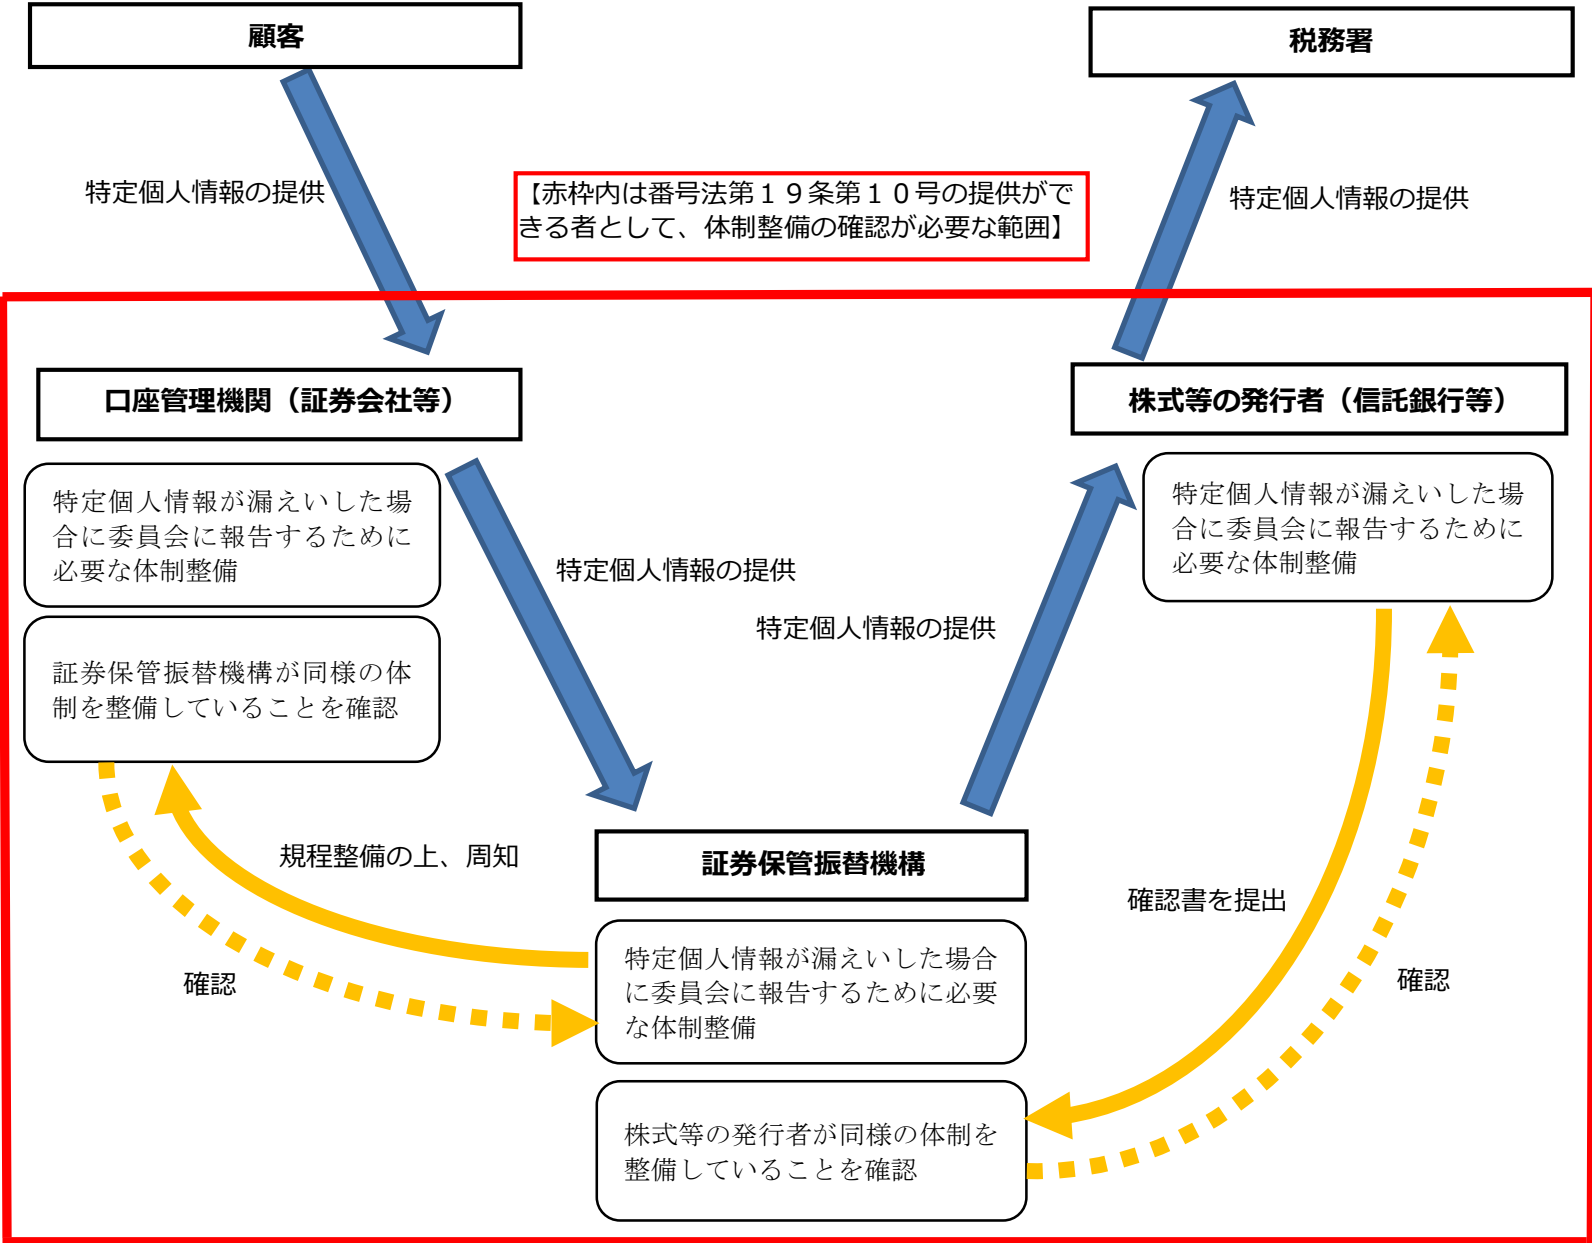 顧客
税務署
特定個人情報の提供
【赤枠内は番号法第１９条第１０号の提供がで
きる者として、体制整備の確認が必要な範囲】
特定個人情報の提供
口座管理機関（証券会社等）
株式等の発行者（信託銀行等）
特定個人情報が漏えいした場
合に委員会に報告するために
必要な体制整備
特定個人情報が漏えいした場
合に委員会に報告するために
必要な体制整備
特定個人情報の提供
特定個人情報の提供
証券保管振替機構が同様の体
制を整備していることを確認
規程整備の上、周知
証券保管振替機構
確認書を提出
確認
特定個人情報が漏えいした場合
に委員会に報告するために必要
な体制整備
確認
株式等の発行者が同様の体制を
整備していることを確認